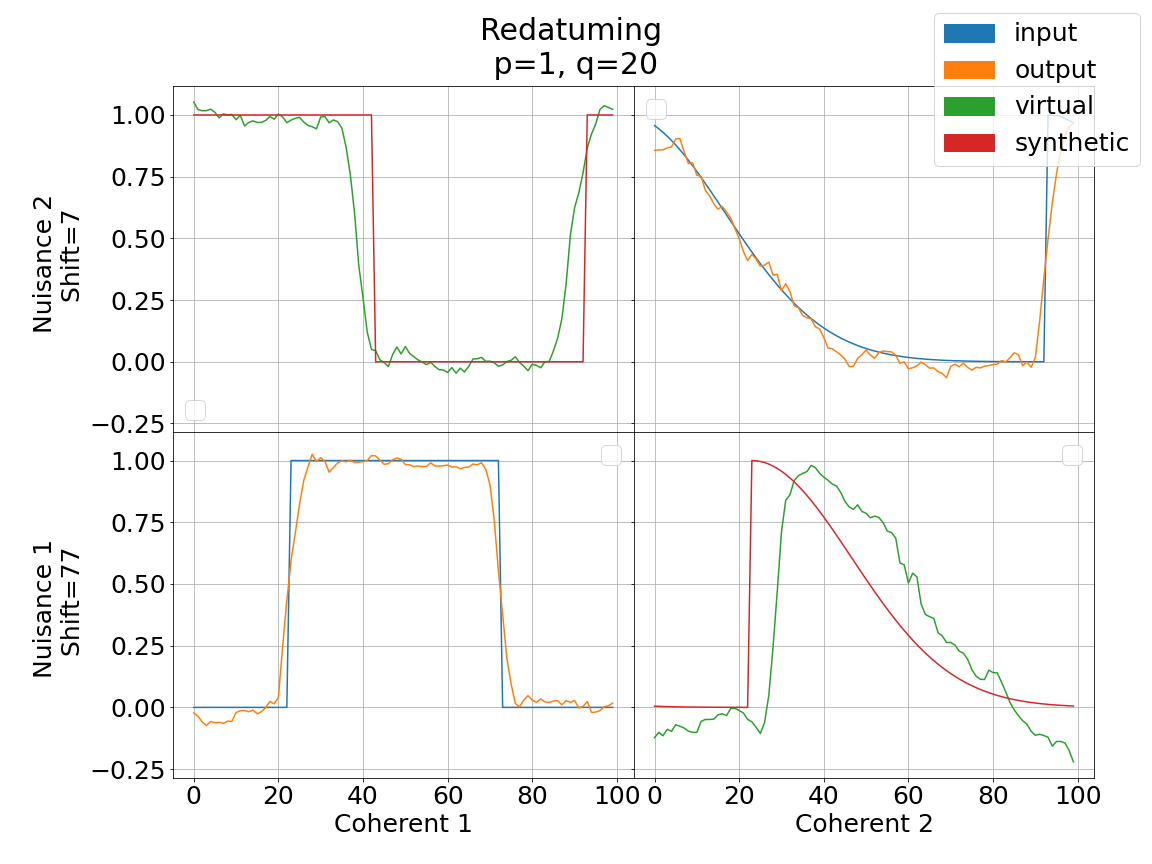 Redatuming
p=1, q=20
input
output
virtual
synthetic
Nuisance 2
Shift=7
1.00
0.75
0.50
0.25
0.00
−0.25
Nuisance 1
Shift=77
1.00
0.75
0.50
0.25
0.00
−0.25
0 20 40 60 80 100
0 20 40 60 80 100
Coherent 1
Coherent 2